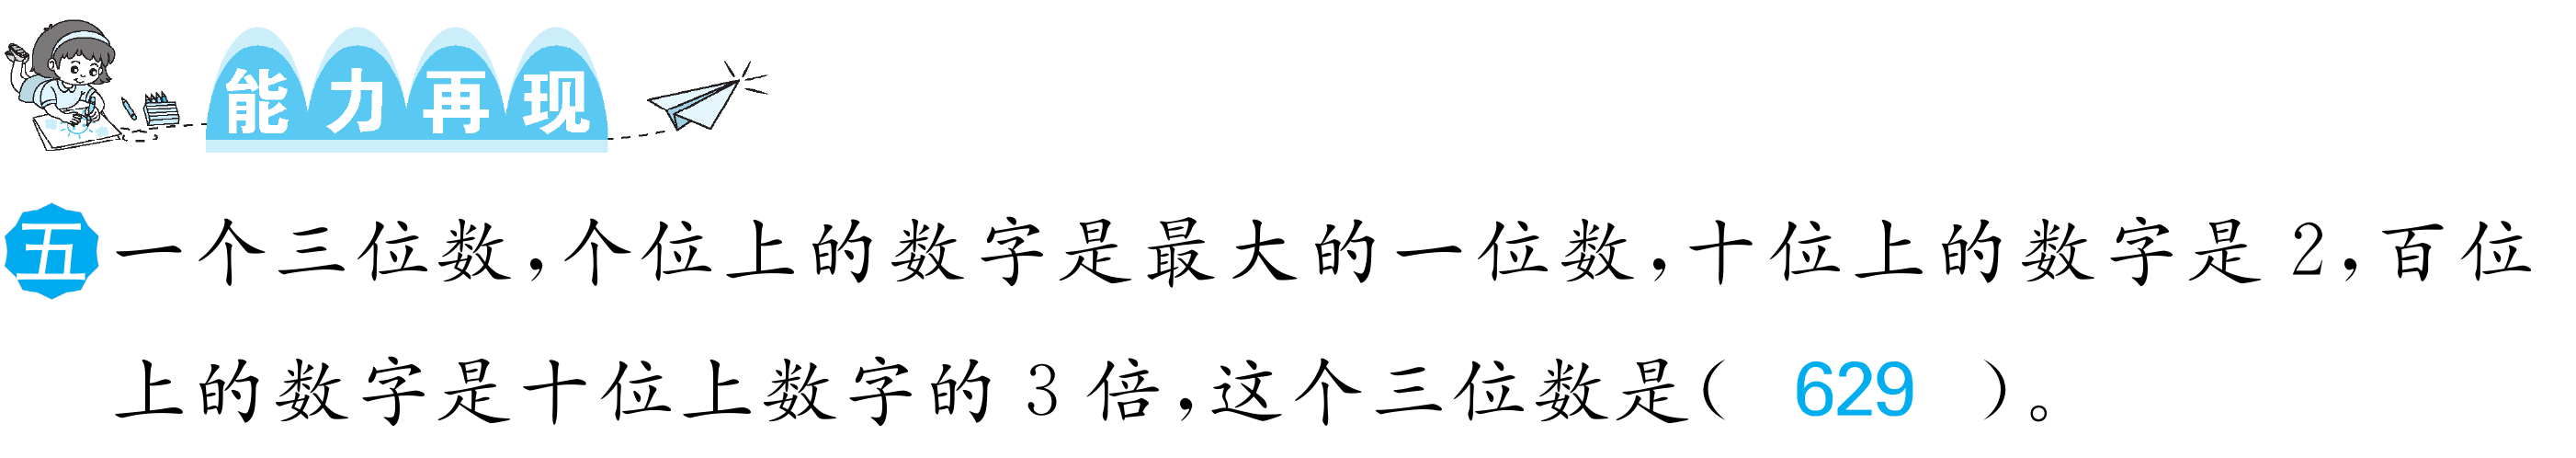 能力再现
五 一个三位数,个位上的数字是最大的一位数,十位上的数字是 2,百位
上的数字是十位上数字的 3 倍,这个三位数是( 629 )。